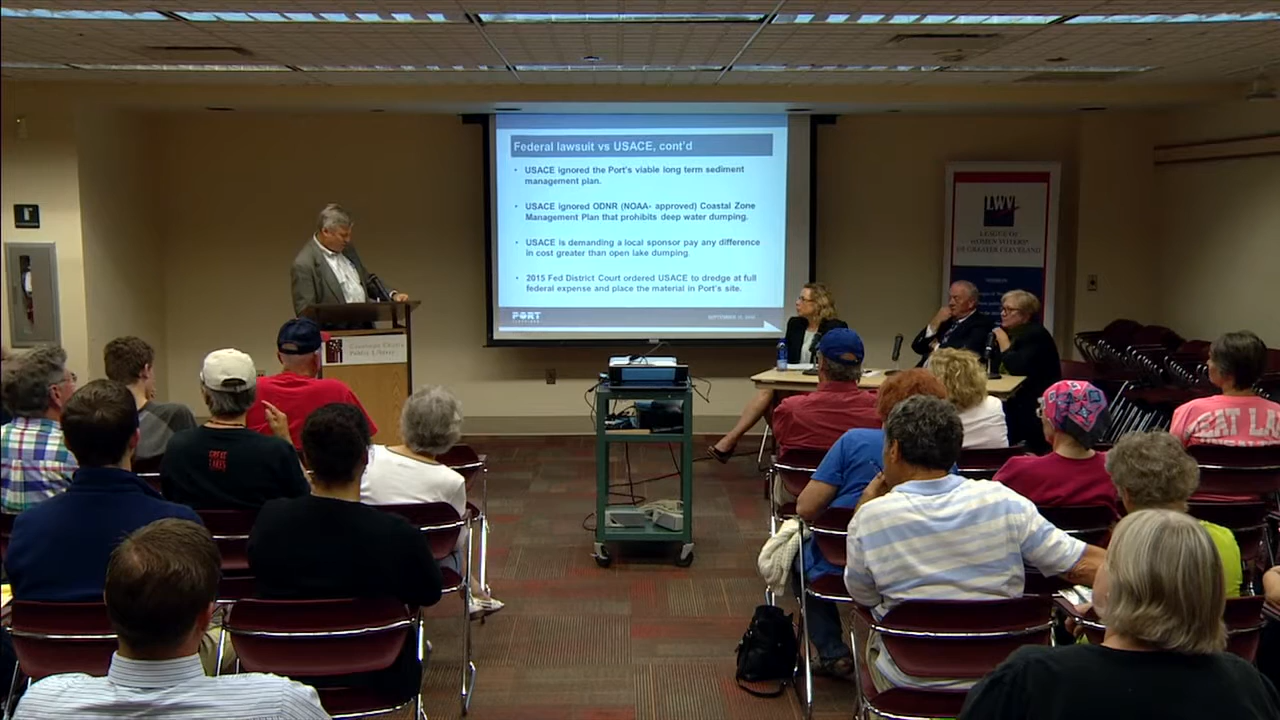 Federal lawsuit vs USACE, cont'd
• USACE ignored the Port's viable long term sediment
management plan.
• USACE ignored ODNR (NOAA- approved) Coastal Zone
Management Plan that prohibits deep water dumping.
• USACE is demanding a local sponsor pay any difference
in cost greater than open lake dumping
• 2015 Fed District Court ordered USACE to dredge at full
federal expense and place the material in Port's site.
PORT
LWV
LEAGUE OF
WOMEN VOTERS
OF GREATER CLEVELAND
Cuyahoga County
Public Library
GREAT
LAKES
EAT LA